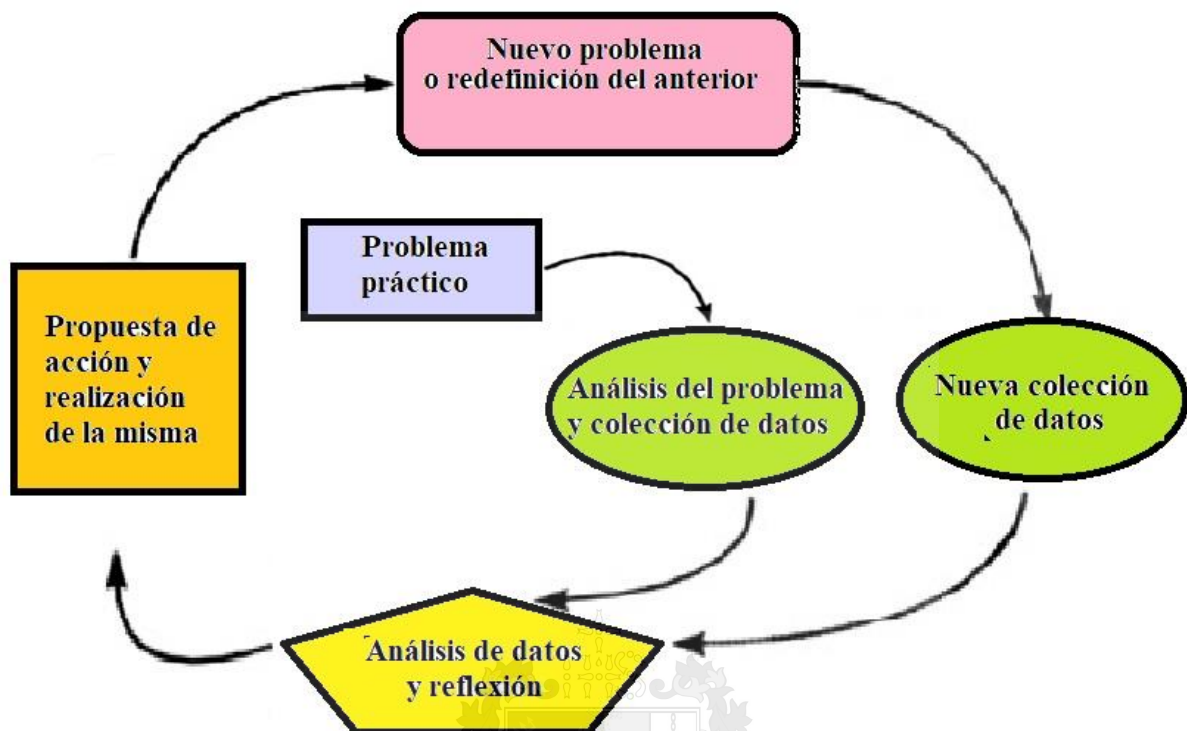 Nuevo problema
o redefinición del anterior
Problema
práctico
Propuesta de
acción y
realización
de la misma
Análisis del problema
y colección de datos
Nueva colección
de datos
Análisis de datos
y reflexión